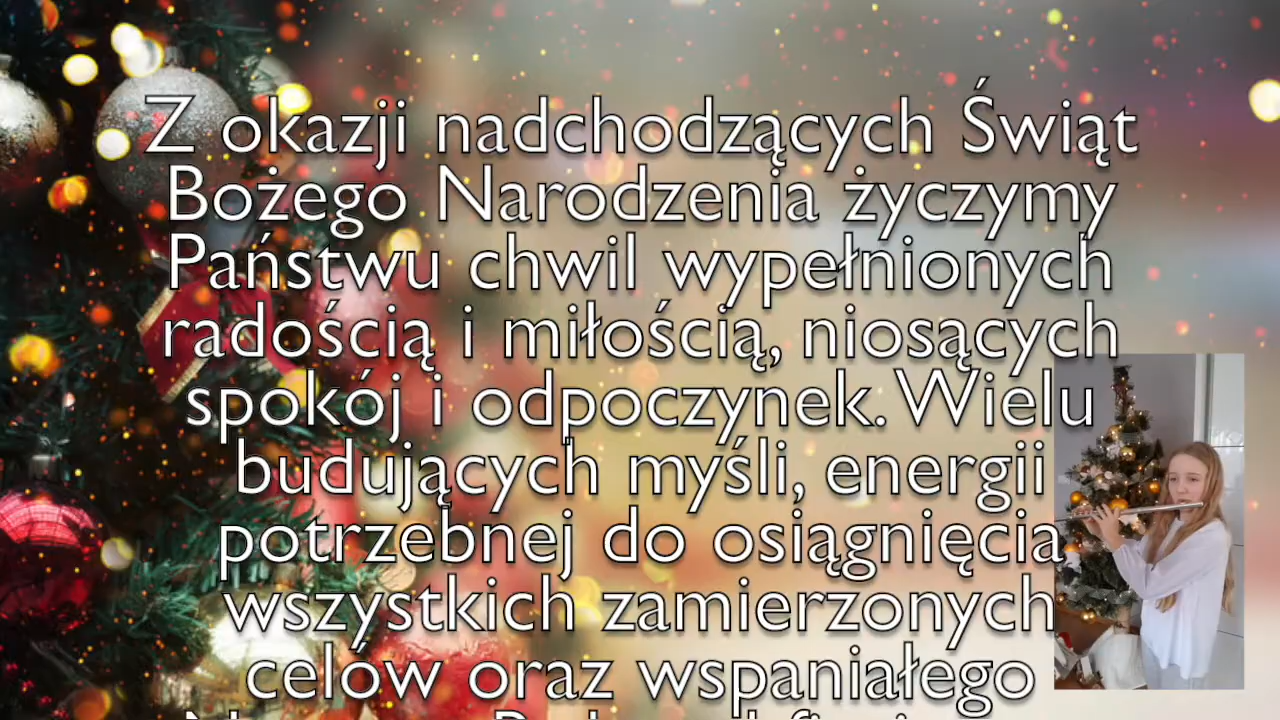 Z okazji nadchodzących Świąt
Bożego Narodzenia życzymy
Państwu chwil wypełnionych
radością i miłością, niosących
spokój i odpoczynek. Wielu
budujących myśli, energii
potrzebnej do osiągnięcia
wszystkich zamierzonych
celów oraz wspaniałego